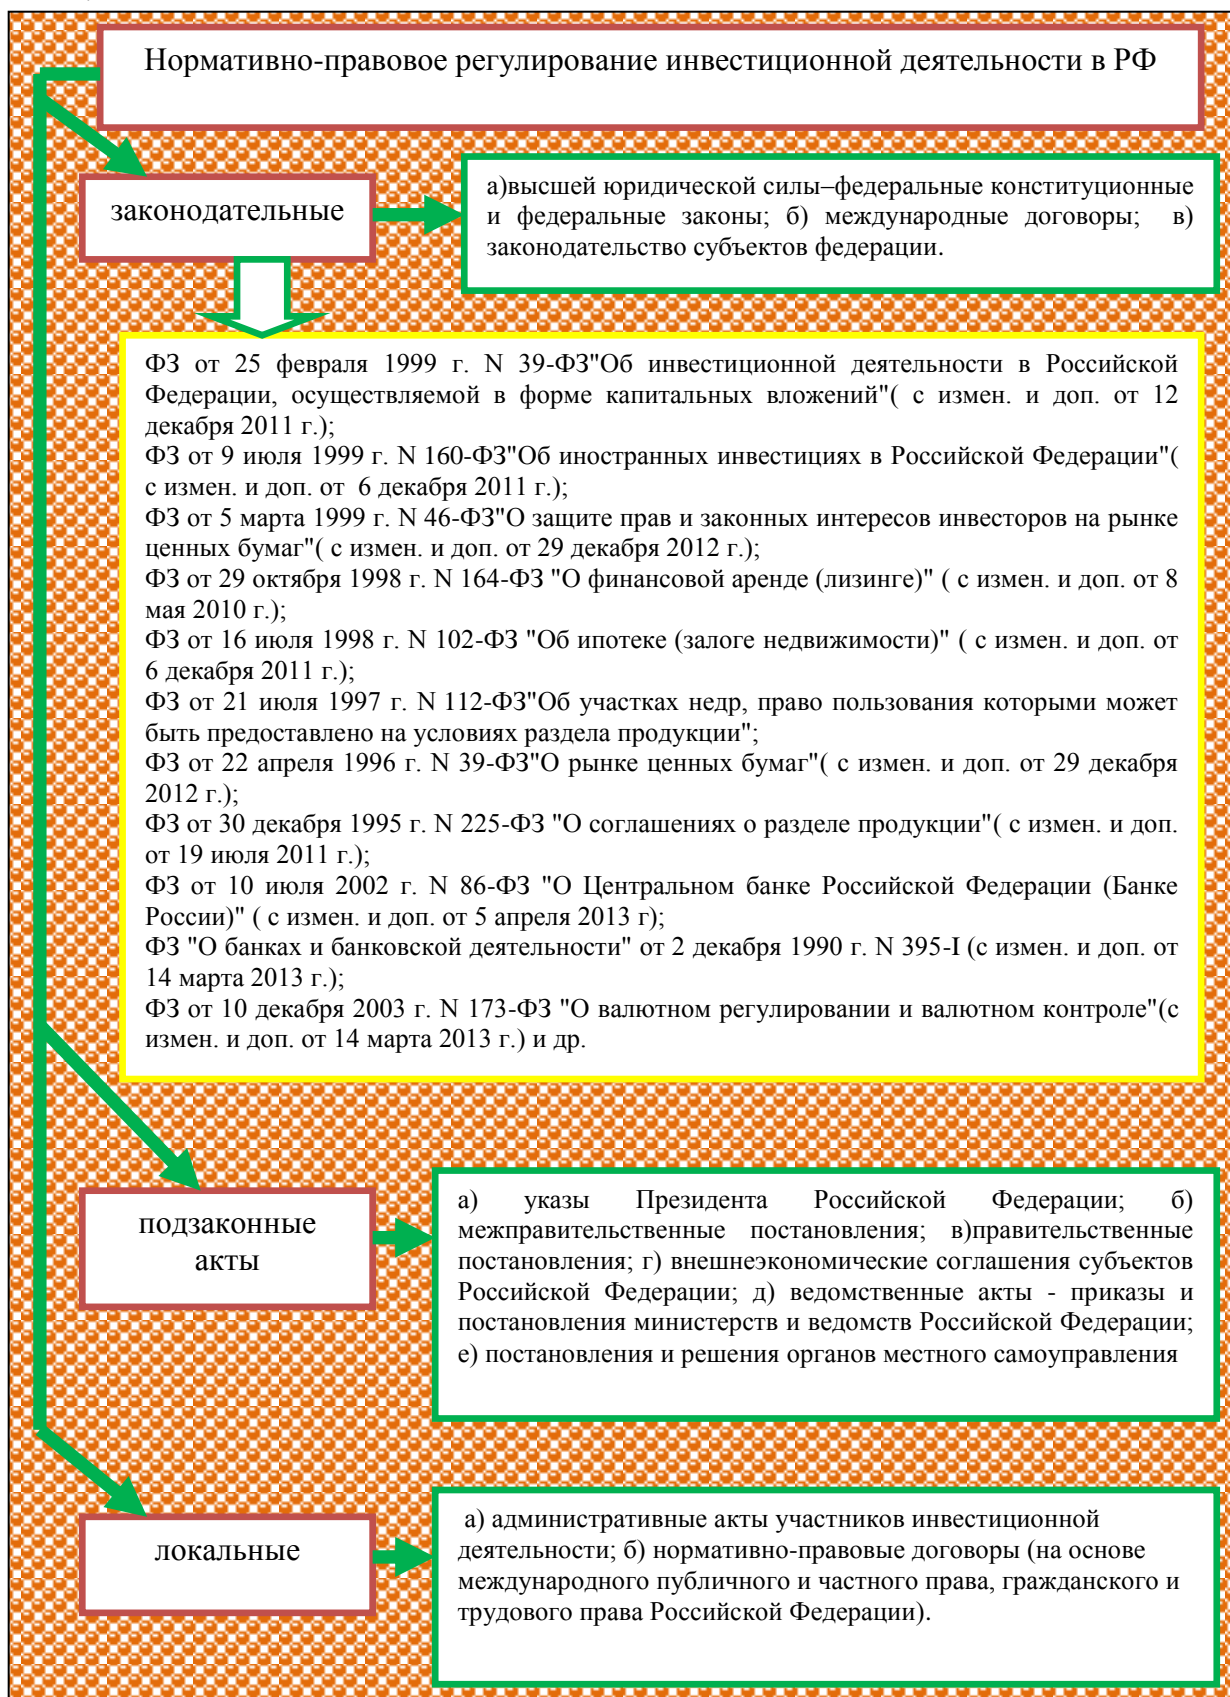 Нормативно-правовое регулирование инвестиционной деятельности в РФ
законодательные
а)высшей юридической силы–федеральные конституционные
и федеральные законы; б) международные договоры; в)
законодательство субъектов федерации.
ФЗ от 25 февраля 1999 г. N 39-ФЗ"Об инвестиционной деятельности в Российской
Федерации, осуществляемой в форме капитальных вложений"( с измен. и доп. от 12
декабря 2011 г.);
ФЗ от 9 июля 1999 г. N 160-ФЗ"Об иностранных инвестициях в Российской Федерации"(
с измен. и доп. от 6 декабря 2011 г.);
ФЗ от 5 марта 1999 г. N 46-ФЗ"О защите прав и законных интересов инвесторов на рынке
ценных бумаг"( с измен. и доп. от 29 декабря 2012 г.);
ФЗ от 29 октября 1998 г. N 164-ФЗ "О финансовой аренде (лизинге)" ( с измен. и доп. от 8
мая 2010 г.);
ФЗ от 16 июля 1998 г. N 102-ФЗ "Об ипотеке (залоге недвижимости)" ( с измен. и доп. от
6 декабря 2011 г.);
ФЗ от 21 июля 1997 г. N 112-ФЗ"Об участках недр, право пользования которыми может
быть предоставлено на условиях раздела продукции";
ФЗ от 22 апреля 1996 г. N 39-ФЗ"О рынке ценных бумаг"( с измен. и доп. от 29 декабря
2012 г.);
ФЗ от 30 декабря 1995 г. N 225-ФЗ "О соглашениях о разделе продукции"( с измен. и доп.
от 19 июля 2011 г.);
ФЗ от 10 июля 2002 г. N 86-ФЗ "О Центральном банке Российской Федерации (Банке
России)" ( с измен. и доп. от 5 апреля 2013 г);
ФЗ "О банках и банковской деятельности" от 2 декабря 1990 г. N 395-I (с измен. и доп. от
14 марта 2013 г.);
ФЗ от 10 декабря 2003 г. N 173-ФЗ "О валютном регулировании и валютном контроле"(с
измен. и доп. от 14 марта 2013 г.) и др.
подзаконные
акты
а) указы Президента Российской Федерации; б)
межправительственные постановления; в)правительственные
постановления; г) внешнеэкономические соглашения субъектов
Российской Федерации; д) ведомственные акты - приказы и
постановления министерств и ведомств Российской Федерации;
е) постановления и решения органов местного самоуправления
локальные
а) административные акты участников инвестиционной
деятельности; б) нормативно-правовые договоры (на основе
международного публичного и частного права, гражданского и
трудового права Российской Федерации).